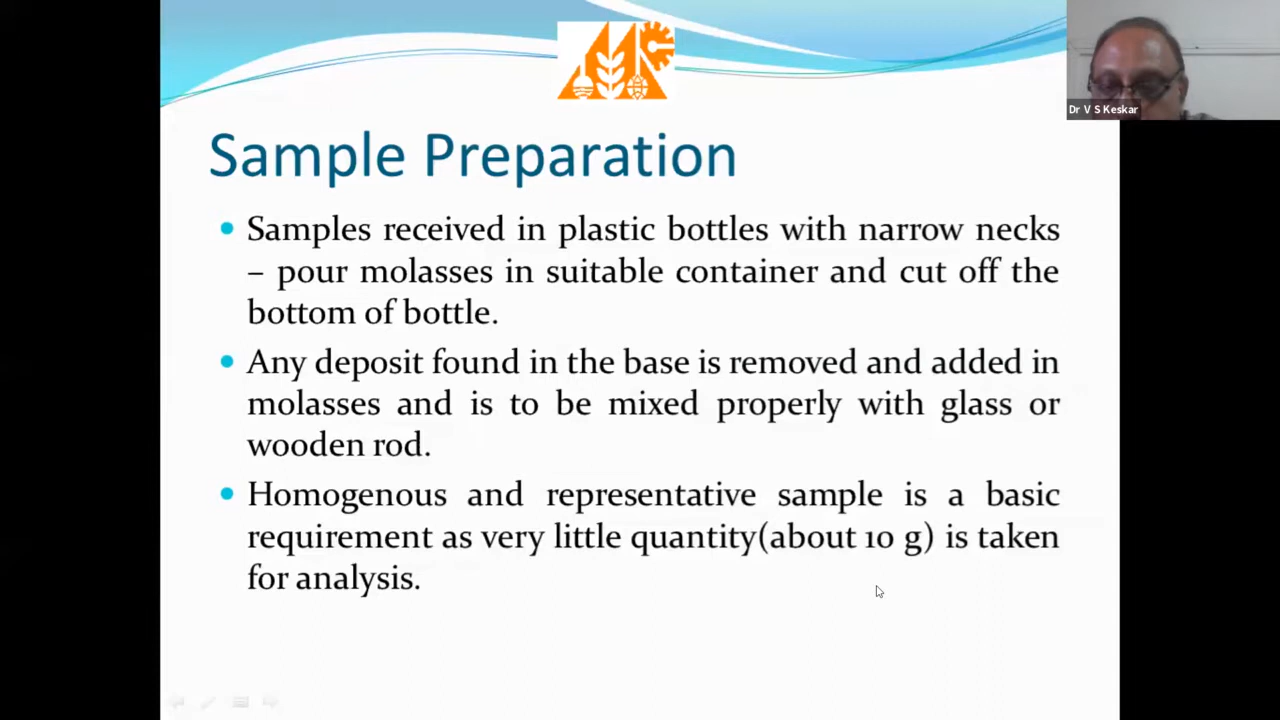 Dr V S Keskar
Sample Preparation
• Samples received in plastic bottles with narrow necks
– pour molasses in suitable container and cut off the
bottom of bottle.
• Any deposit found in the base is removed and added in
molasses and is to be mixed properly with glass or
wooden rod.
• Homogenous and representative sample is a basic
requirement as very little quantity(about 10 g) is taken
for analysis.